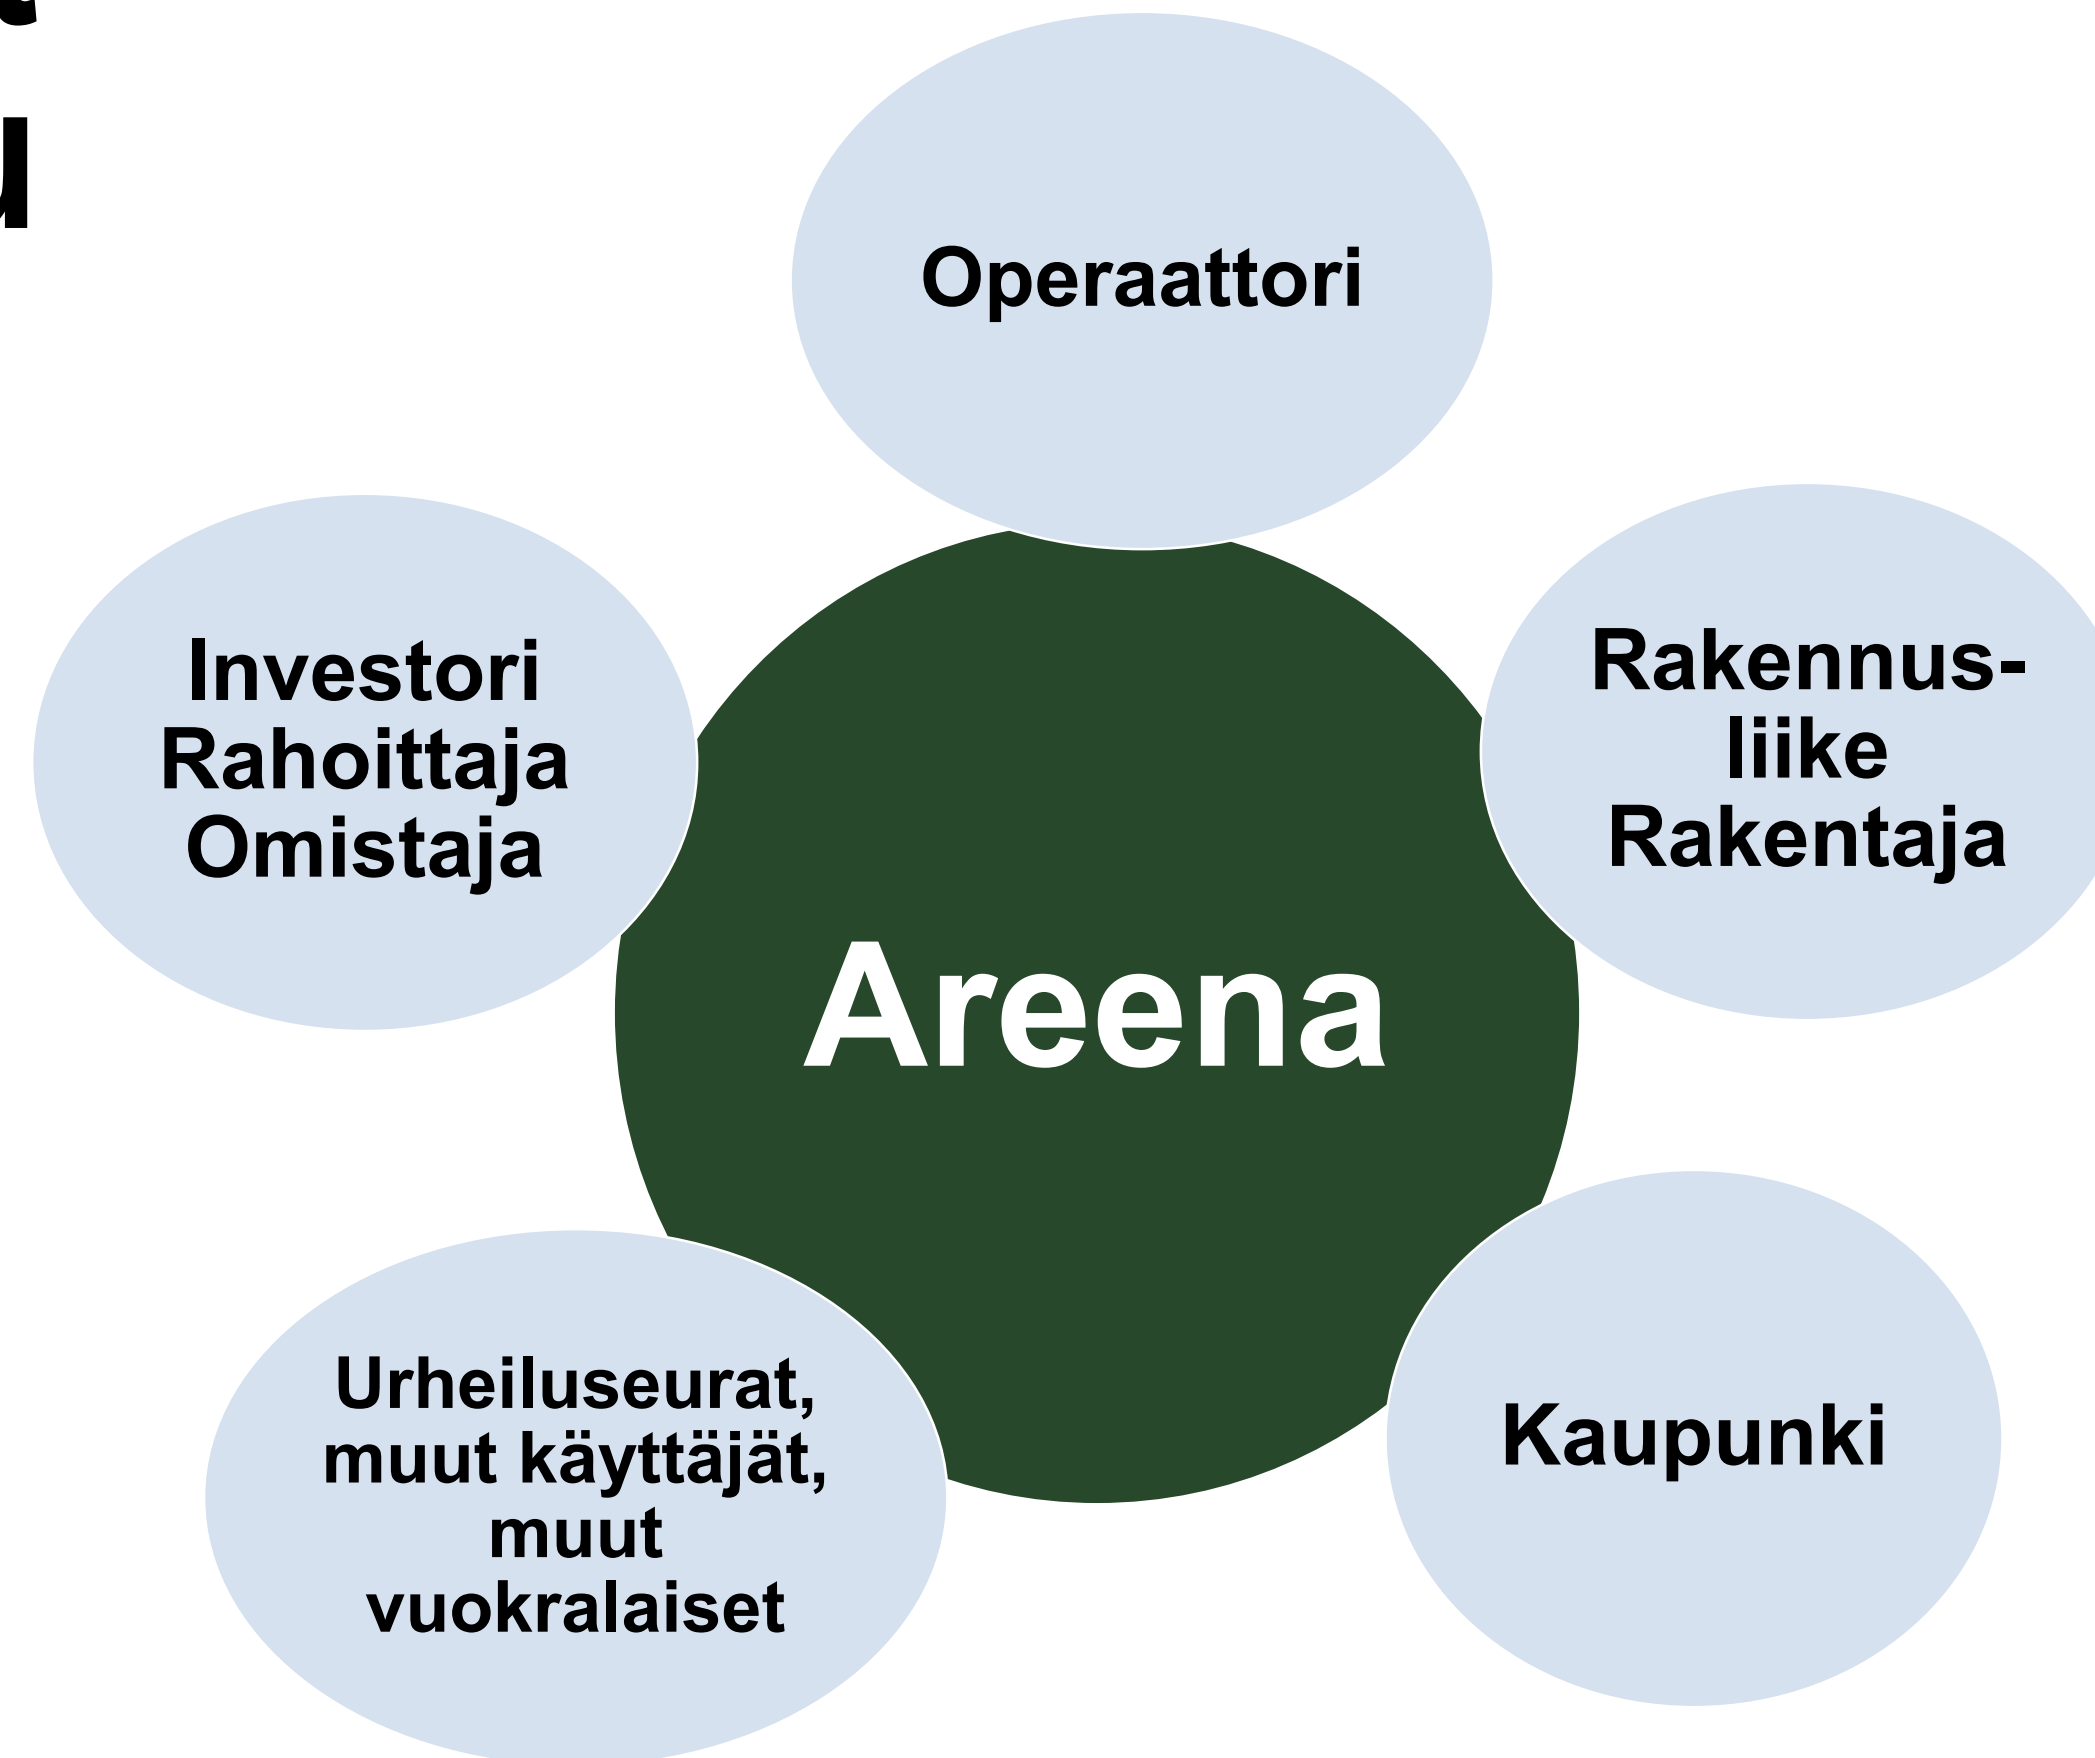 Operaattori
Investori
Rahoittaja
Omistaja
Rakennus-
liike
Rakentaja
Areena
Urheiluseurat,
muut käyttäjät,
muut
vuokralaiset
Kaupunki